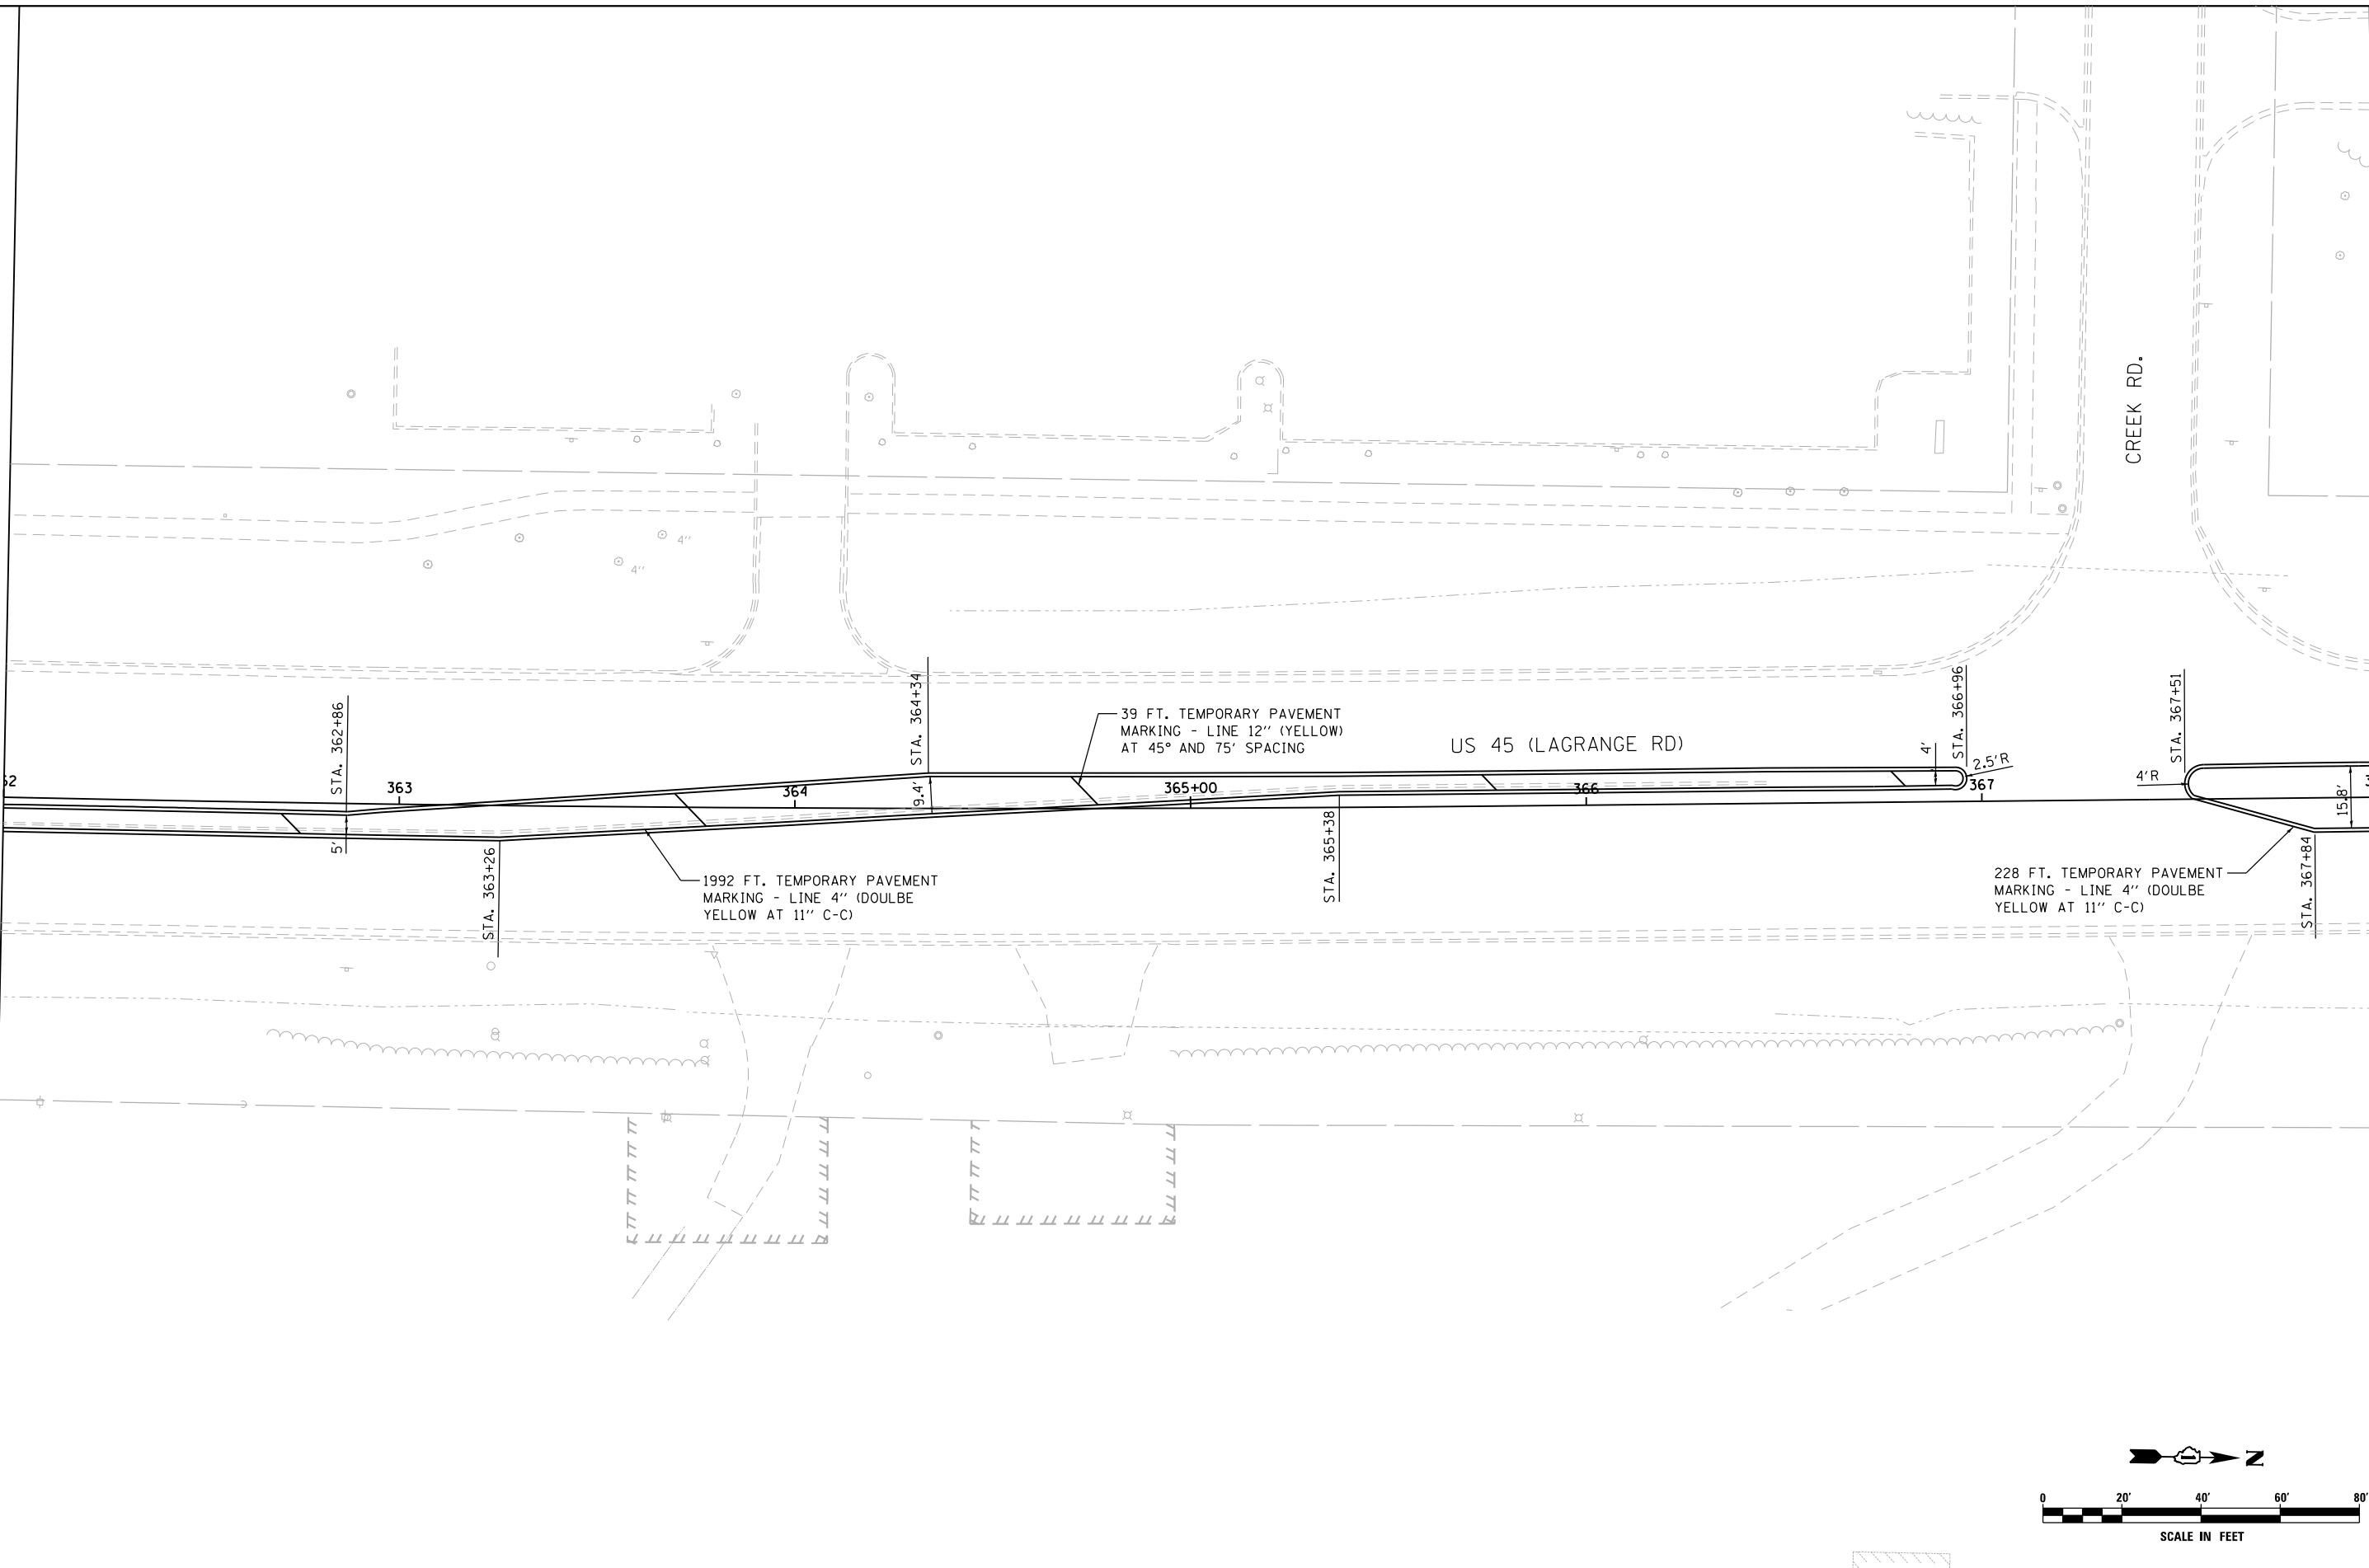 CREEK RD.
4''
4''
STA. 362+86
STA. 364+34
39 FT. TEMPORARY PAVEMENT
MARKING - LINE 12'' (YELLOW)
AT 45° AND 75' SPACING
US 45 (LAGRANGE RD)
4'
STA. 366+96
2.5'R
STA. 367+51
4'R
363
364
9.4'
365+00
366
367
15.8'
5'
STA. 363+26
1992 FT. TEMPORARY PAVEMENT
MARKING - LINE 4'' (DOULBE
YELLOW AT 11'' C-C)
STA. 365+38
228 FT. TEMPORARY PAVEMENT
MARKING - LINE 4'' (DOULBE
YELLOW AT 11'' C-C)
STA. 367+84
N
0 20' 40' 60' 80'
SCALE IN FEET